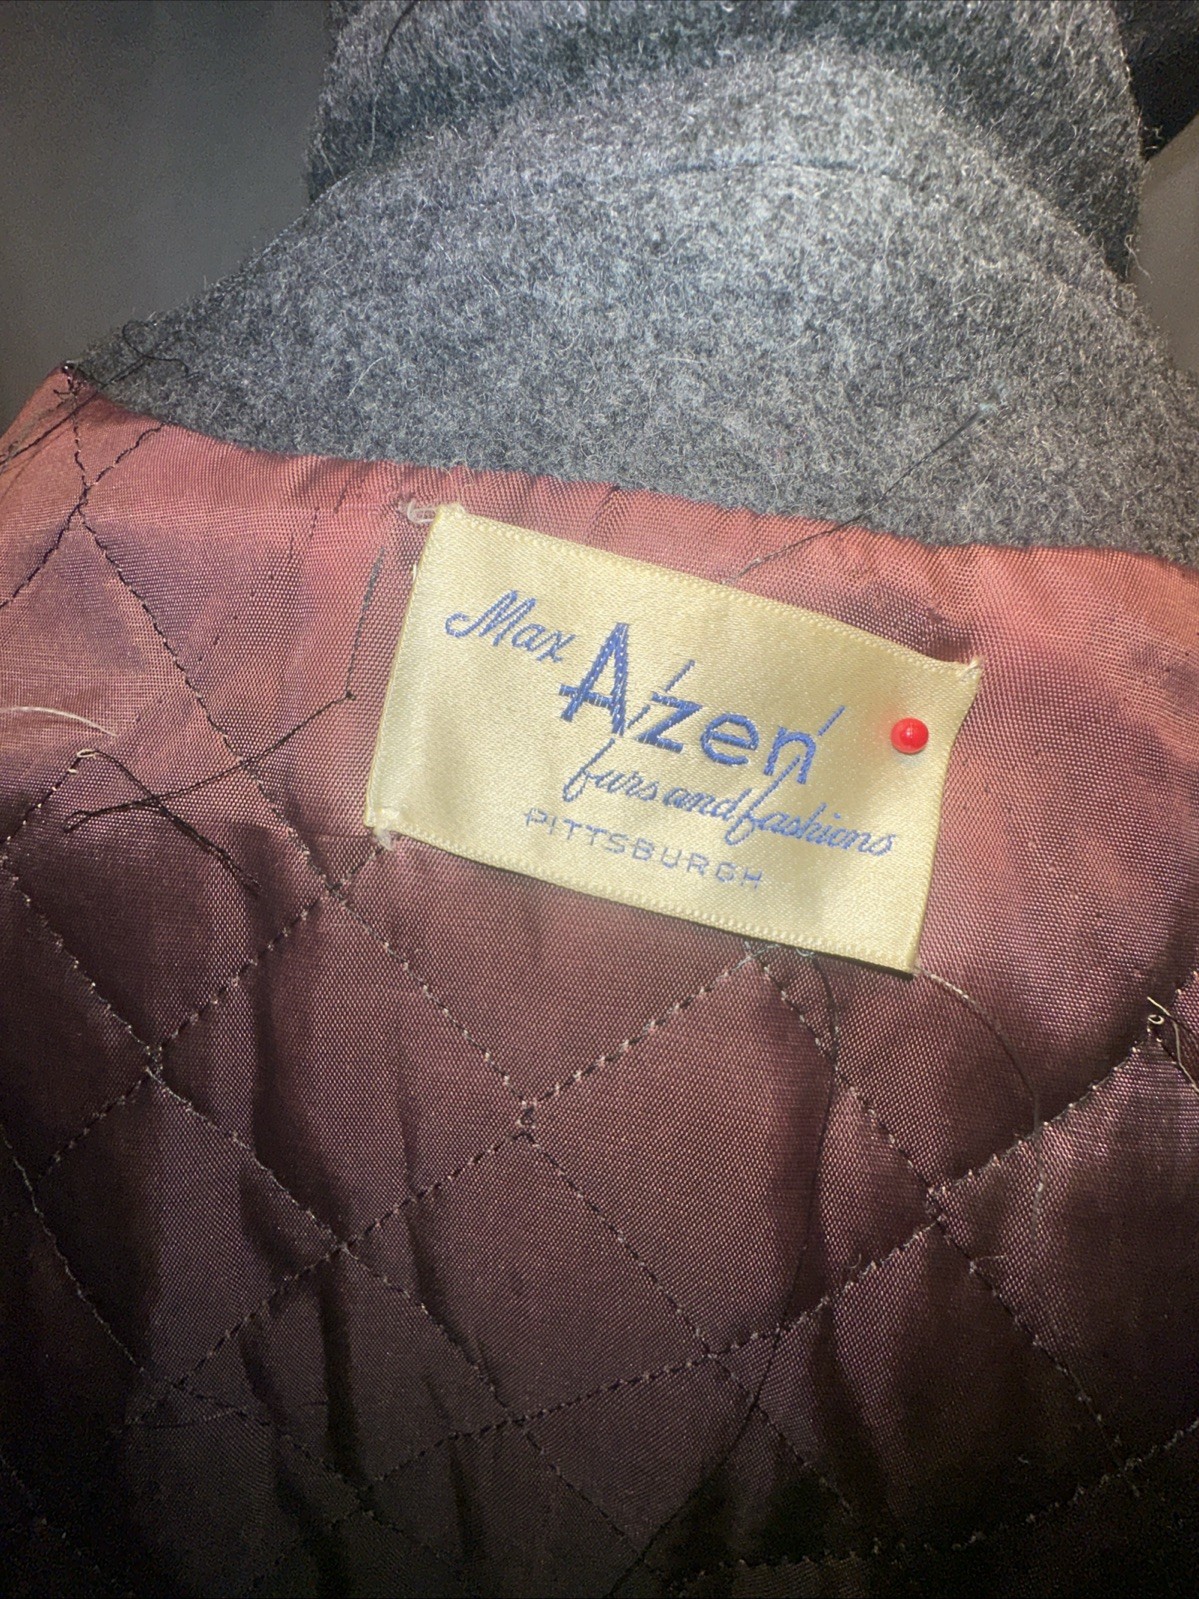 Max Azen
furs and fashions
PITTSBURGH